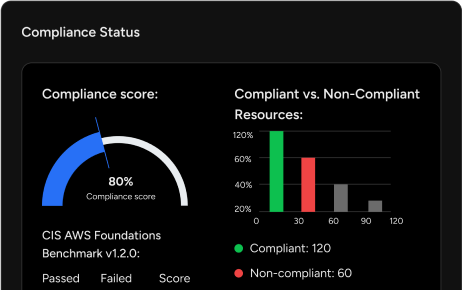 Compliance Status
Compliance score:
80%
Compliance score
CIS AWS Foundations
Benchmark v1.2.0:
Passed Failed Score
Compliant vs. Non-Compliant
Resources:
120%
60%
40%
20%
0 30 60 90 120
Compliant: 120
Non-compliant: 60